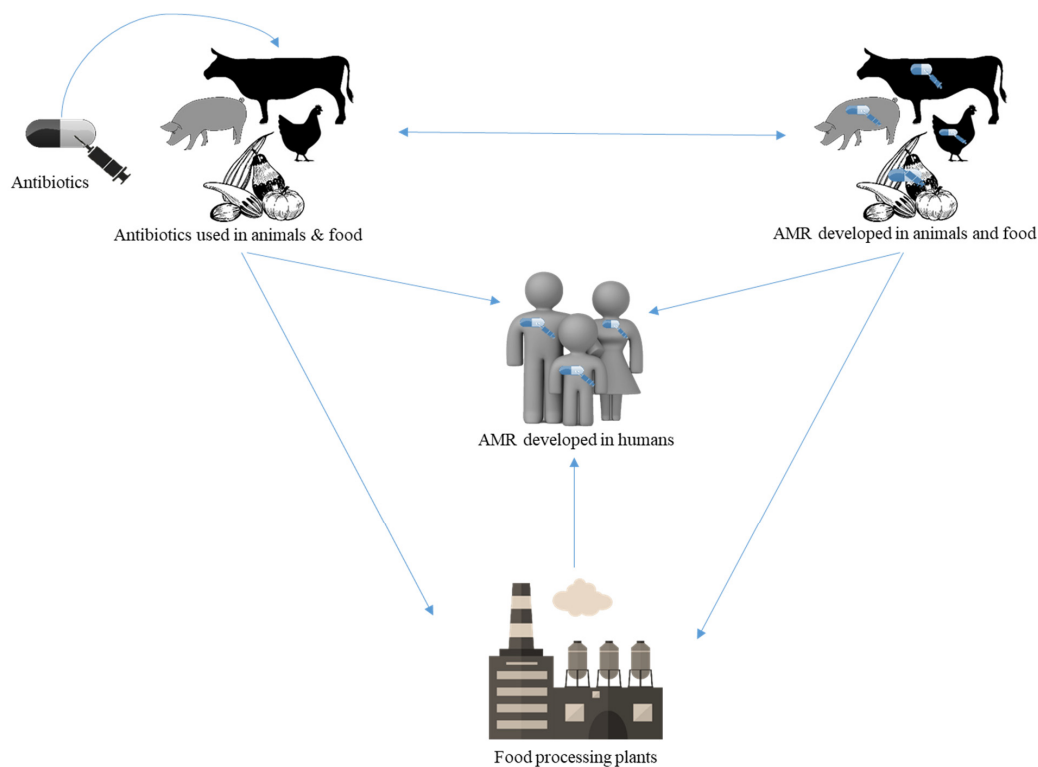 Antibiotics
Antibiotics used in animals & food
AMR developed in animals and food
AMR developed in humans
Food processing plants